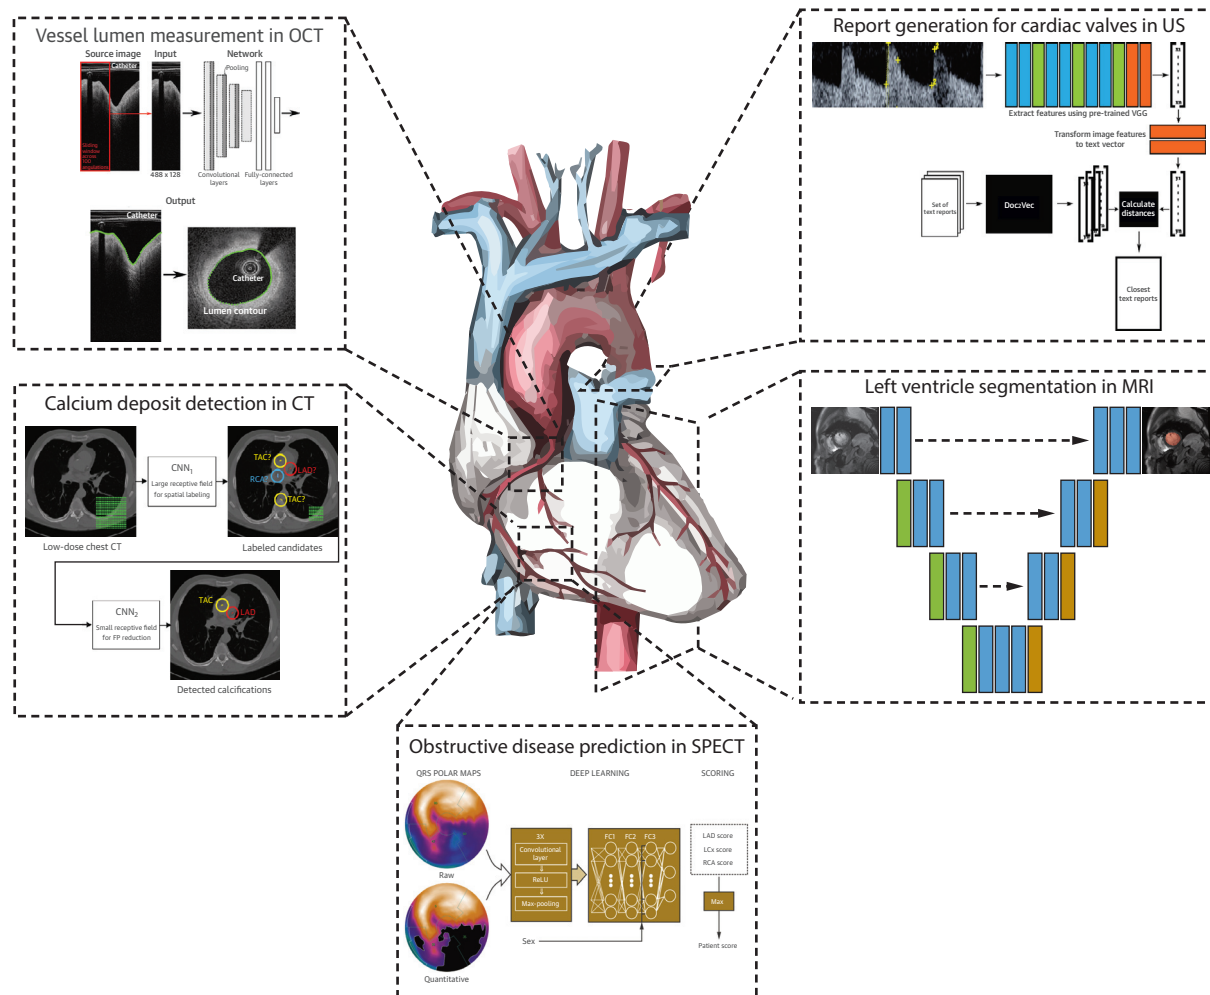 Vessel lumen measurement in OCT
Source image
Input
Network
Catheter
Pooling
Sliding
window
across
100
488 x 128
Convolutional
layers
Fully-connected
layers
Output
Catheter
Catheter
Lumen contour
Report generation for cardiac valves in US
Extract features using pre-trained VGG
Transform image features
to text vector
Set of
text reports
Doc2Vec
Calculate
distances
Closest
text reports
Calcium deposit detection in CT
CNN1
Large receptive field
for spatial labeling
TAC?
LAD?
RCA
TAC?
Low-dose chest CT
Labeled candidates
CNN2
Small receptive field
for FP reduction
TAC
LAD
Detected calcifications
Left ventricle segmentation in MRI
Obstructive disease prediction in SPECT
QRS POLAR MAPS
DEEP LEARNING
SCORING
Raw
Quantitative
3X
Convolutional
layer
ReLU
Max-pooling
FC1
FC2
FC3
Sex
LAD score
LCx score
RCA score
Max
Patient score